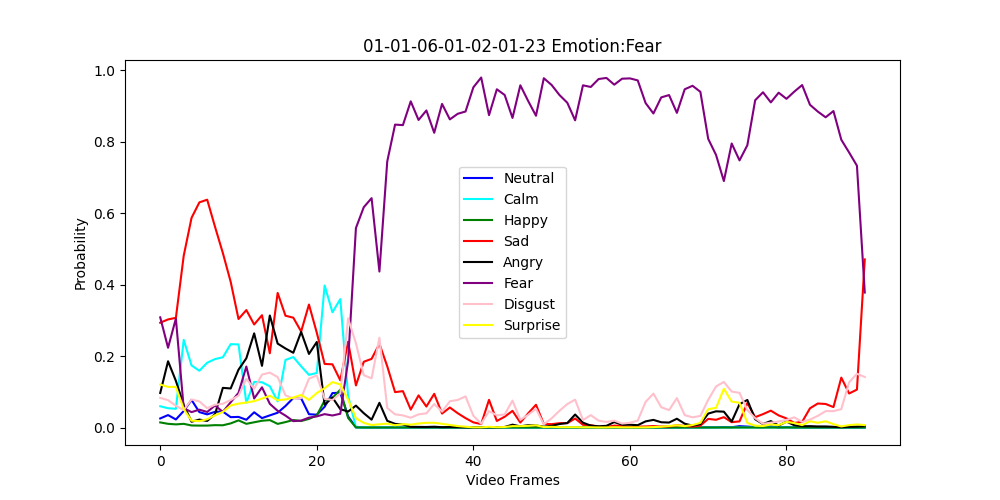 01-01-06-01-02-01-23 Emotion:Fear
1.0
0.8
0.6
0.4
0.2
0.0
Probability
Neutral
Calm
Happy
Sad
Angry
Fear
Disgust
Surprise
0 20 40 60 80
Video Frames